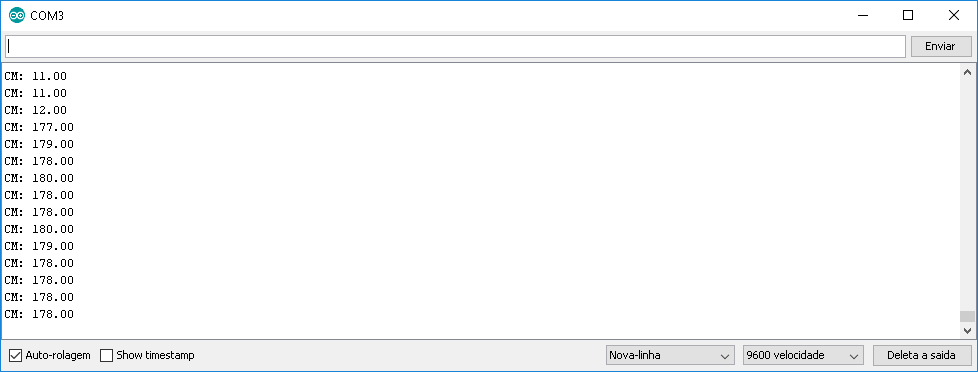 COM3
Enviar
CM: 11.00
CM: 11.00
CM: 12.00
CM: 177.00
CM: 179.00
CM: 178.00
CM: 180.00
CM: 178.00
CM: 178.00
CM: 180.00
CM: 179.00
CM: 178.00
CM: 178.00
CM: 178.00
CM: 178.00
Auto-rolagem Show timestamp Nova-linha 9600 velocidade Deleta a saida